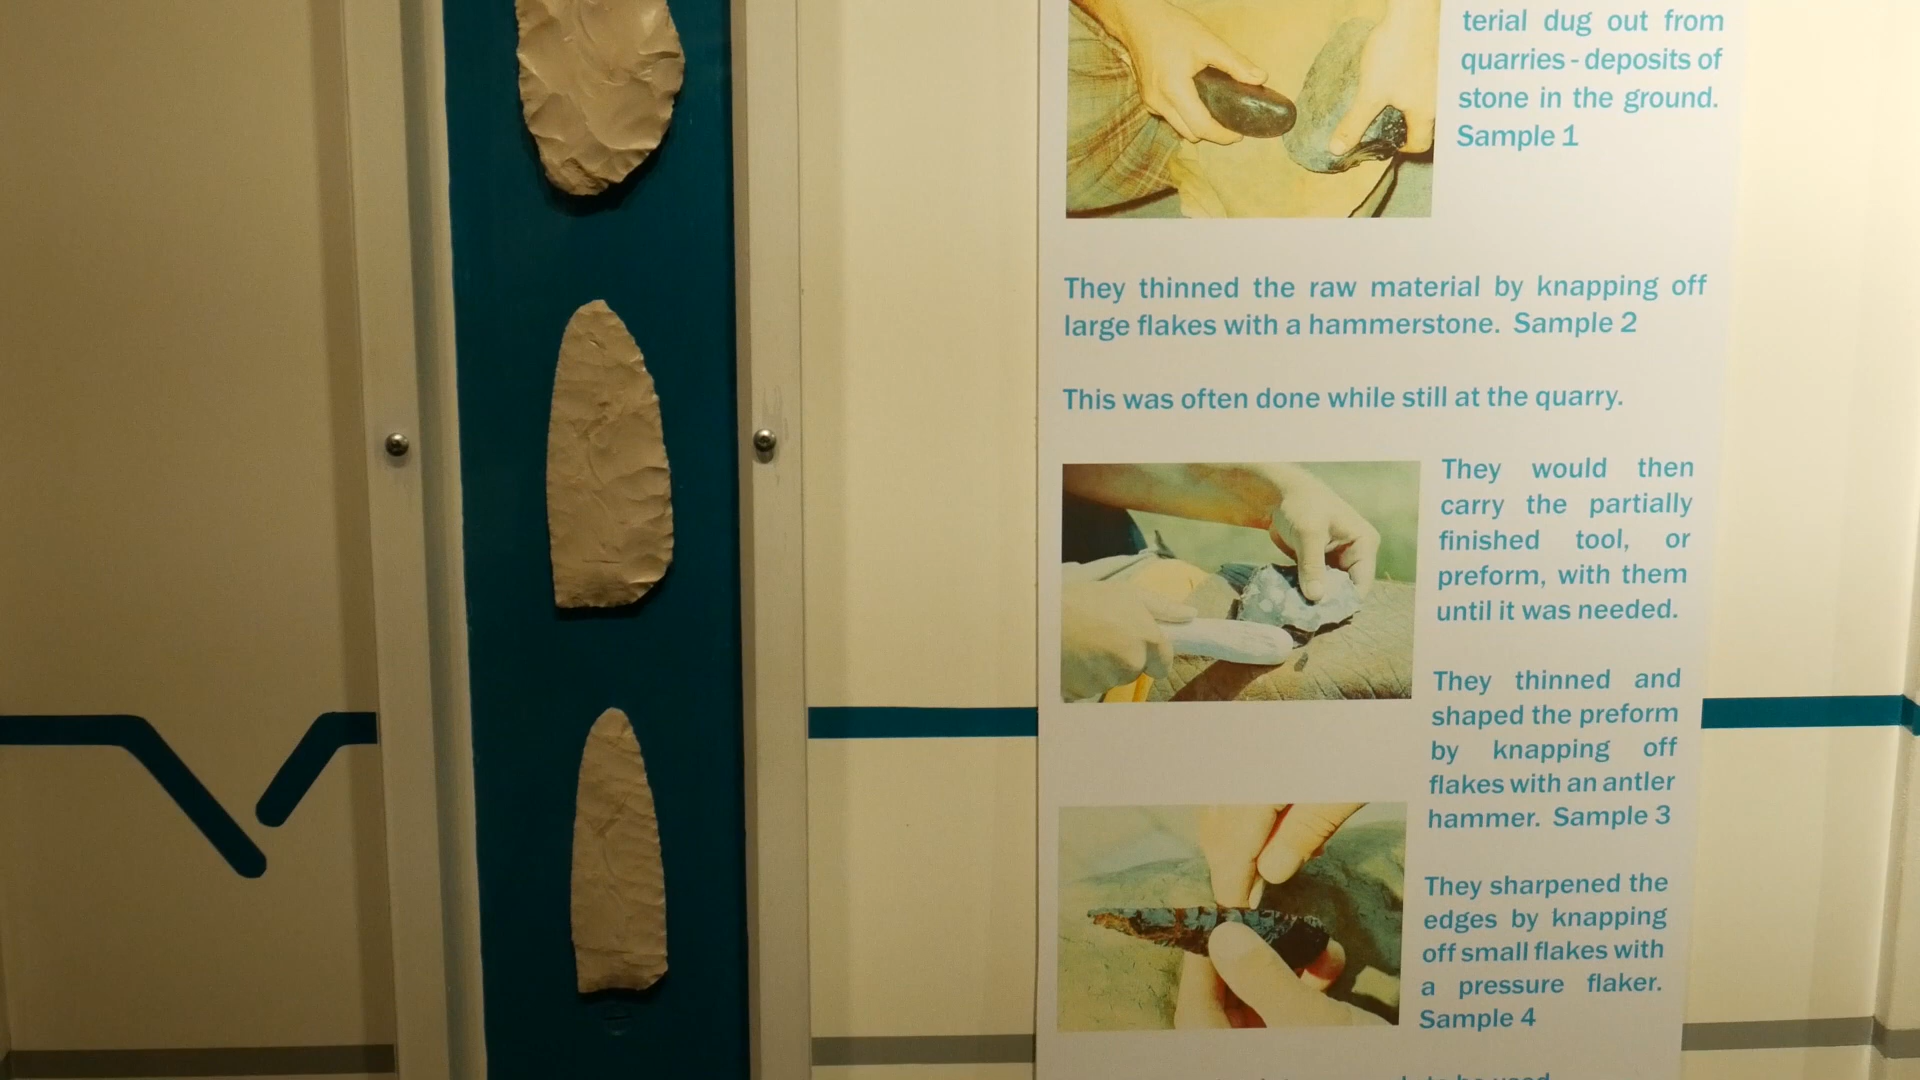 terial dug out from
quarries - deposits of
stone in the ground.
Sample 1
They thinned the raw material by knapping off
large flakes with a hammerstone. Sample 2
This was often done while still at the quarry.
They would then
carry the partially
finished tool, or
preform, with them
until it was needed.
They thinned and
shaped the preform
by knapping off
flakes with an antler
hammer. Sample 3
They sharpened the
edges by knapping
off small flakes with
a pressure flaker.
Sample 4
to be used